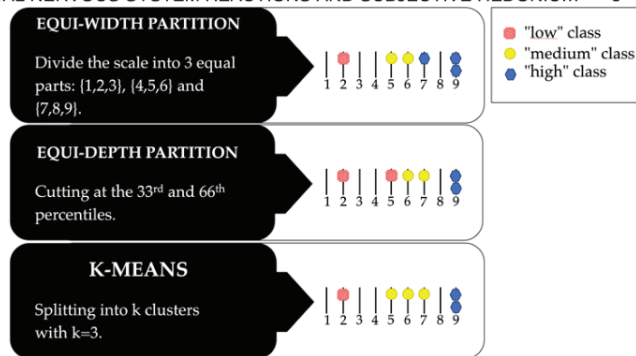 EQUI-WIDTH PARTITION
Divide the scale into 3 equal
parts: {1,2,3}, {4,5,6} and
{7,8,9}.
1 2 3 4 5 6 7 8 9
"low" class
"medium" class
"high" class
EQUI-DEPTH PARTITION
Cutting at the 33rd and 66th
percentiles.
1 2 3 4 5 6 7 8 9
K-MEANS
Splitting into k clusters
with k=3.
1 2 3 4 5 6 7 8 9